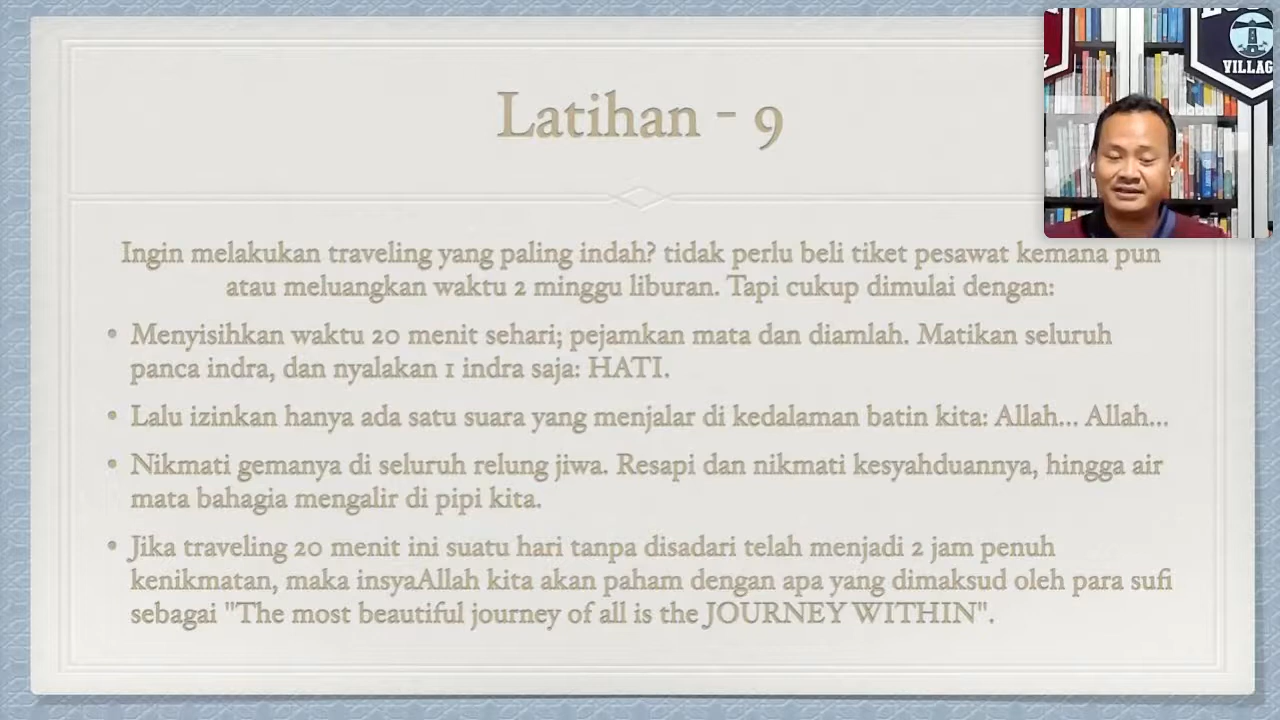 Latihan - 9
VILLAG
Ingin melakukan traveling yang paling indah? tidak perlu beli tiket pesawat kemana pun
atau meluangkan waktu 2 minggu liburan. Tapi cukup dimulai dengan:
• Menyisihkan waktu 20 menit sehari; pejamkan mata dan diamlah. Matikan seluruh
panca indra, dan nyalakan 1 indra saja: HATI.
• Lalu izinkan hanya ada satu suara yang menjalar di kedalaman batin kita: Allah... Allah...
• Nikmati gemanya di seluruh relung jiwa. Resapi dan nikmati kesyahduannya, hingga air
mata bahagia mengalir di pipi kita.
• Jika traveling 20 menit ini suatu hari tanpa disadari telah menjadi 2 jam penuh
kenikmatan, maka insyaAllah kita akan paham dengan apa yang dimaksud oleh para sufi
sebagai "The most beautiful journey of all is the JOURNEY WITHIN".